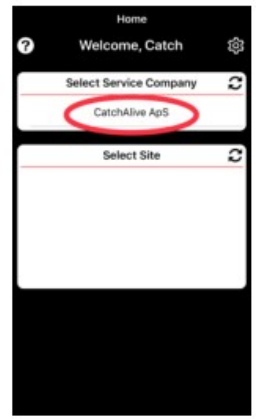 Home
Welcome, Catch
Select Service Company
CatchAlive ApS
Select Site